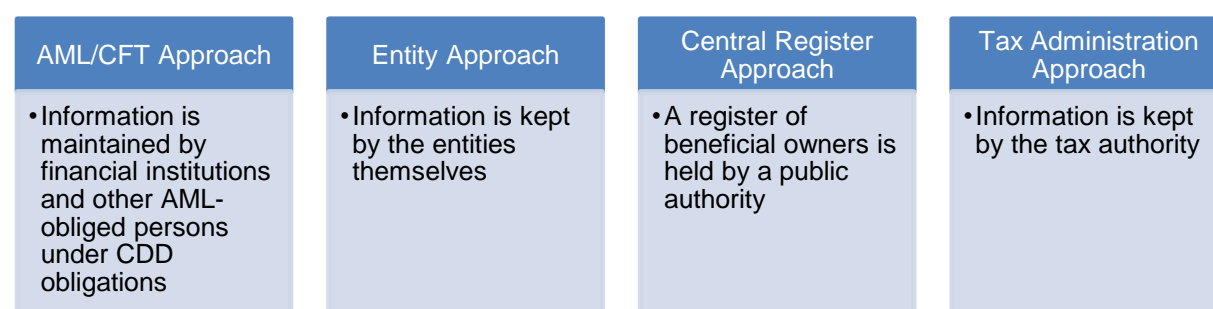 AML/CFT Approach
•Information is
maintained by
financial institutions
and other AML-
obliged persons
under CDD
obligations
Entity Approach
•Information is kept
by the entities
themselves
Central Register
Approach
•A register of
beneficial owners is
held by a public
authority
Tax Administration
Approach
•Information is kept
by the tax authority